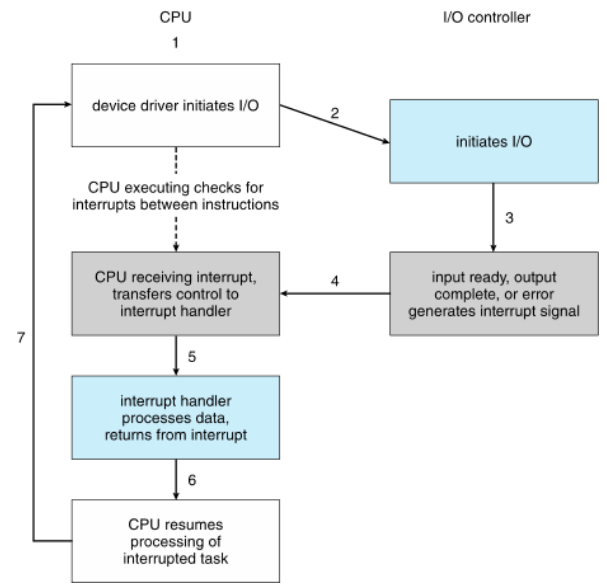 CPU
I/O controller
1
device driver initiates I/O
2
initiates I/O
CPU executing checks for
interrupts between instructions
3
CPU receiving interrupt,
transfers control to
interrupt handler
4
input ready, output
complete, or error
generates interrupt signal
7
5
interrupt handler
processes data,
returns from interrupt
6
CPU resumes
processing of
interrupted task